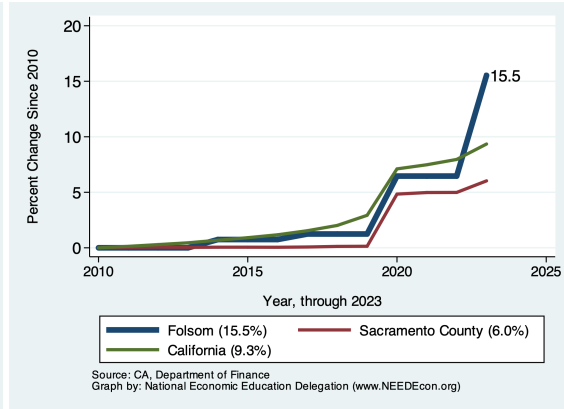 Percent Change Since 2010
20
15
10
5
0
15.5
2010 2015 2020 2025
Year, through 2023
Folsom (15.5%) Sacramento County (6.0%)
California (9.3%)
Source: CA, Department of Finance
Graph by: National Economic Education Delegation (www.NEEDEcon.org)